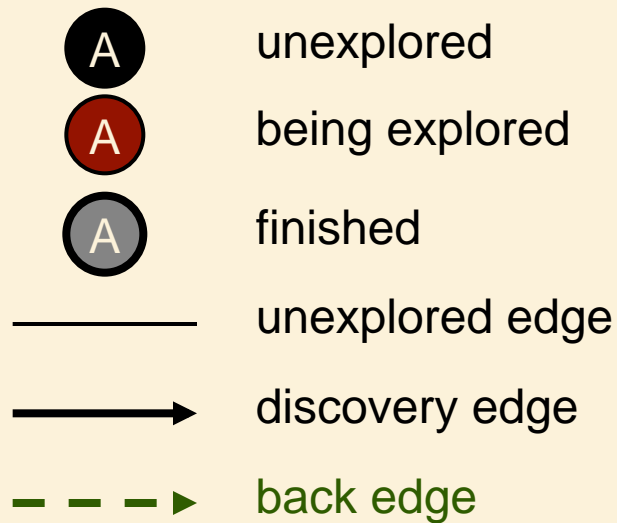 A unexplored
A being explored
A finished
unexplored edge
discovery edge
back edge